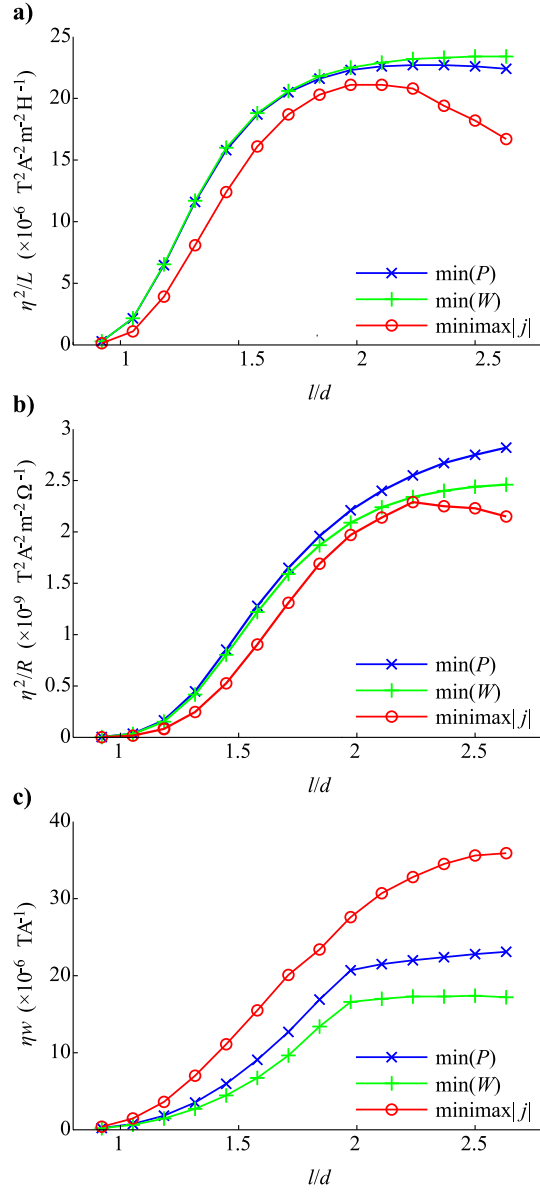 a)
25
20
15
10
5
0
η²/L (×10⁻⁶ T²A⁻²m⁻²H⁻¹)
min(P)
min(W)
minimax|j|
1
1.5
2
2.5
l/d
b)
3
2.5
2
1.5
1
0.5
0
η²/R (×10⁻⁹ T²A⁻²m⁻²Ω⁻¹)
min(P)
min(W)
minimax|j|
1
1.5
2
2.5
l/d
c)
40
30
20
10
0
ηw (×10⁻⁶ TA⁻¹)
min(P)
min(W)
minimax|j|
1
1.5
2
2.5
l/d